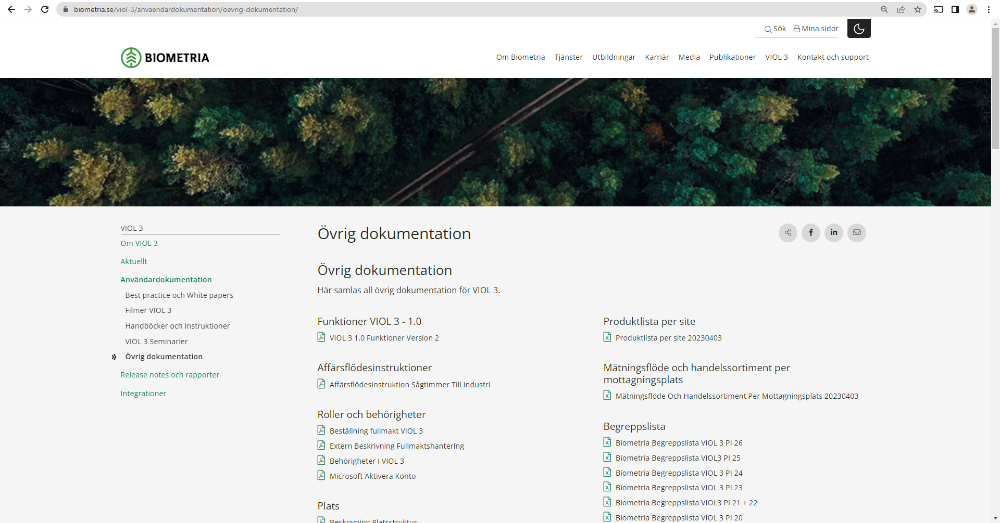 biometria.se/viol-3/anvaendardokumentation/oevrig-dokumentation/
Sök
Mina sidor
BIOMETRIA
Om Biometria
Tjänster
Utbildningar
Karriär
Media
Publikationer
VIOL 3
Kontakt och support
VIOL 3
Om VIOL 3
Aktuellt
Användardokumentation
Best practice och White papers
Filmer VIOL 3
Handböcker och Instruktioner
VIOL 3 Seminarier
Övrig dokumentation
Release notes och rapporter
Integrationer
Övrig dokumentation
Övrig dokumentation
Här samlas all övrig dokumentation för VIOL 3.
Funktioner VIOL 3 - 1.0
VIOL 3 1.0 Funktioner Version 2
Affärsflödesinstruktioner
Affärsflödesinstruktion Sågtimmer Till Industri
Roller och behörigheter
Beställning fullmakt VIOL 3
Extern Beskrivning Fullmaktshantering
Behörigheter I VIOL 3
Microsoft Aktivera Konto
Plats
Beskrivning Platsstruktur
Produktlista per site
Produktlista per site 20230403
Mätningsflöde och handelssortiment per
mottagningsplats
Mätningsflöde Och Handelssortiment Per Mottagningsplats 20230403
Begreppslista
Biometria Begreppslista VIOL 3 PI 26
Biometria Begreppslista VIOL3 PI 25
Biometria Begreppslista VIOL 3 PI 24
Biometria Begreppslista VIOL 3 PI 23
Biometria Begreppslista VIOL3 PI 21 + 22
Biometria Begreppslista VIOL 3 PI 20